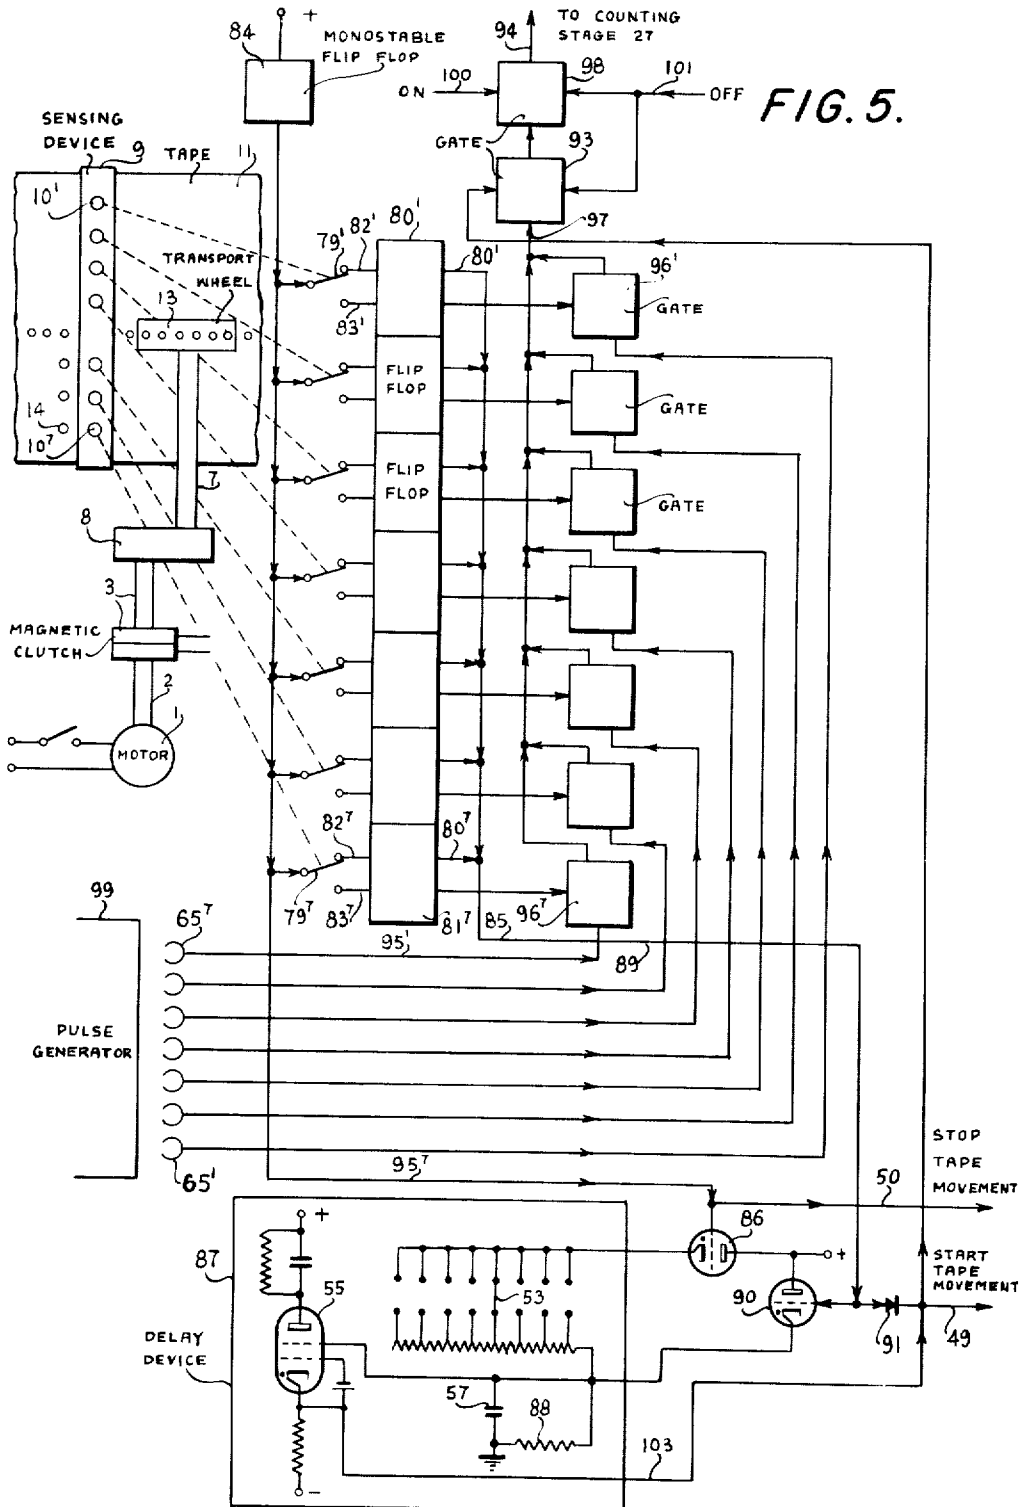 TO COUNTING
STAGE 27
+
84
MONOSTABLE
FLIP FLOP
94
98
100
101
ON
OFF
FIG. 5.
SENSING
DEVICE
9
TAPE
11
GATE
93
10'
97
79'
82'
80'
80'
96'
TRANSPORT
WHEEL
13
83'
GATE
FLIP
FLOP
GATE
14
10⁷
FLIP
FLOP
GATE
7
8
3
MAGNETIC
CLUTCH
2
1
MOTOR
82⁷
80⁷
79⁷
83⁷
81⁷
96⁷
99
65⁷
95'
85
89
PULSE
GENERATOR
65'
95⁷
STOP
TAPE
MOVEMENT
50
86
+
START
TAPE
MOVEMENT
87
+
55
53
90
91
49
DELAY
DEVICE
57
88
103
−